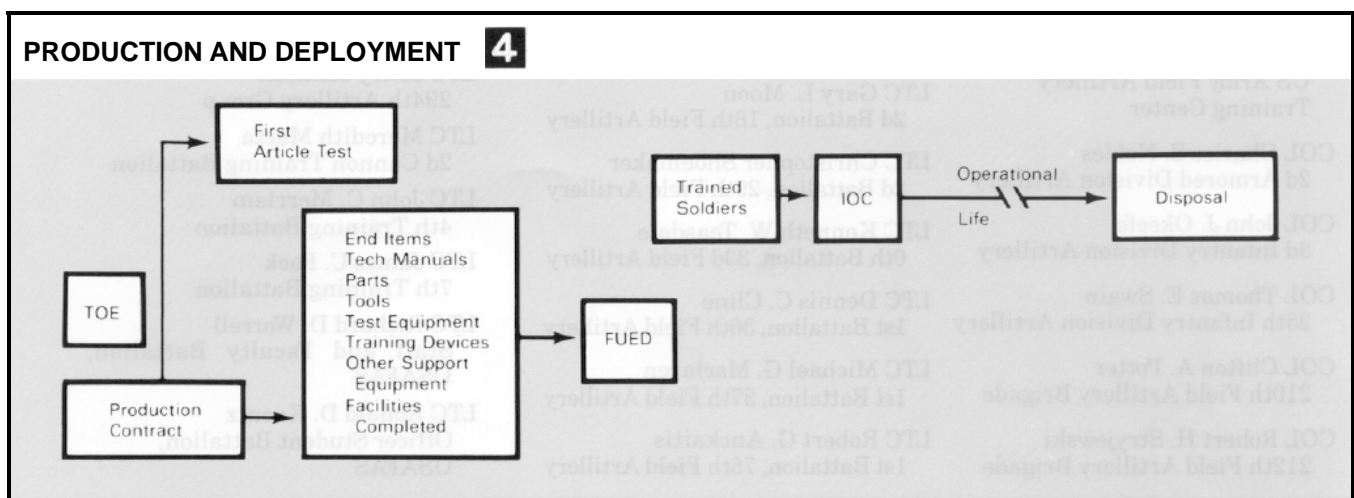 PRODUCTION AND DEPLOYMENT 4
First
Article Test
TOE
Production
Contract
End Items
Tech Manuals
Parts
Tools
Test Equipment
Training Devices
Other Support
Equipment
Facilities
Completed
FUED
Trained
Soldiers
IOC
Operational
Life
Disposal